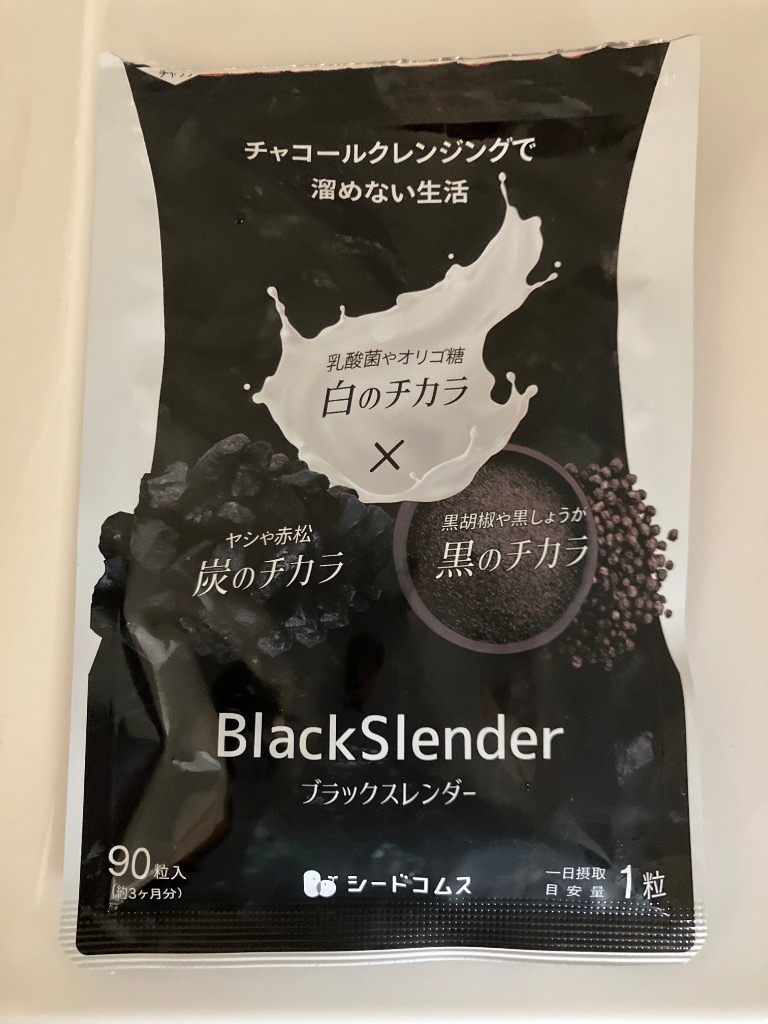 チャック
チャコールクレンジングで
溜めない生活
乳酸菌やオリゴ糖
白のチカラ
×
ヤシや赤松
炭のチカラ
黒胡椒や黒しょうが
黒のチカラ
BlackSlender
ブラックスレンダー
90粒入
(約3ヶ月分)
シードコムス
一日摂取
目安量 1粒